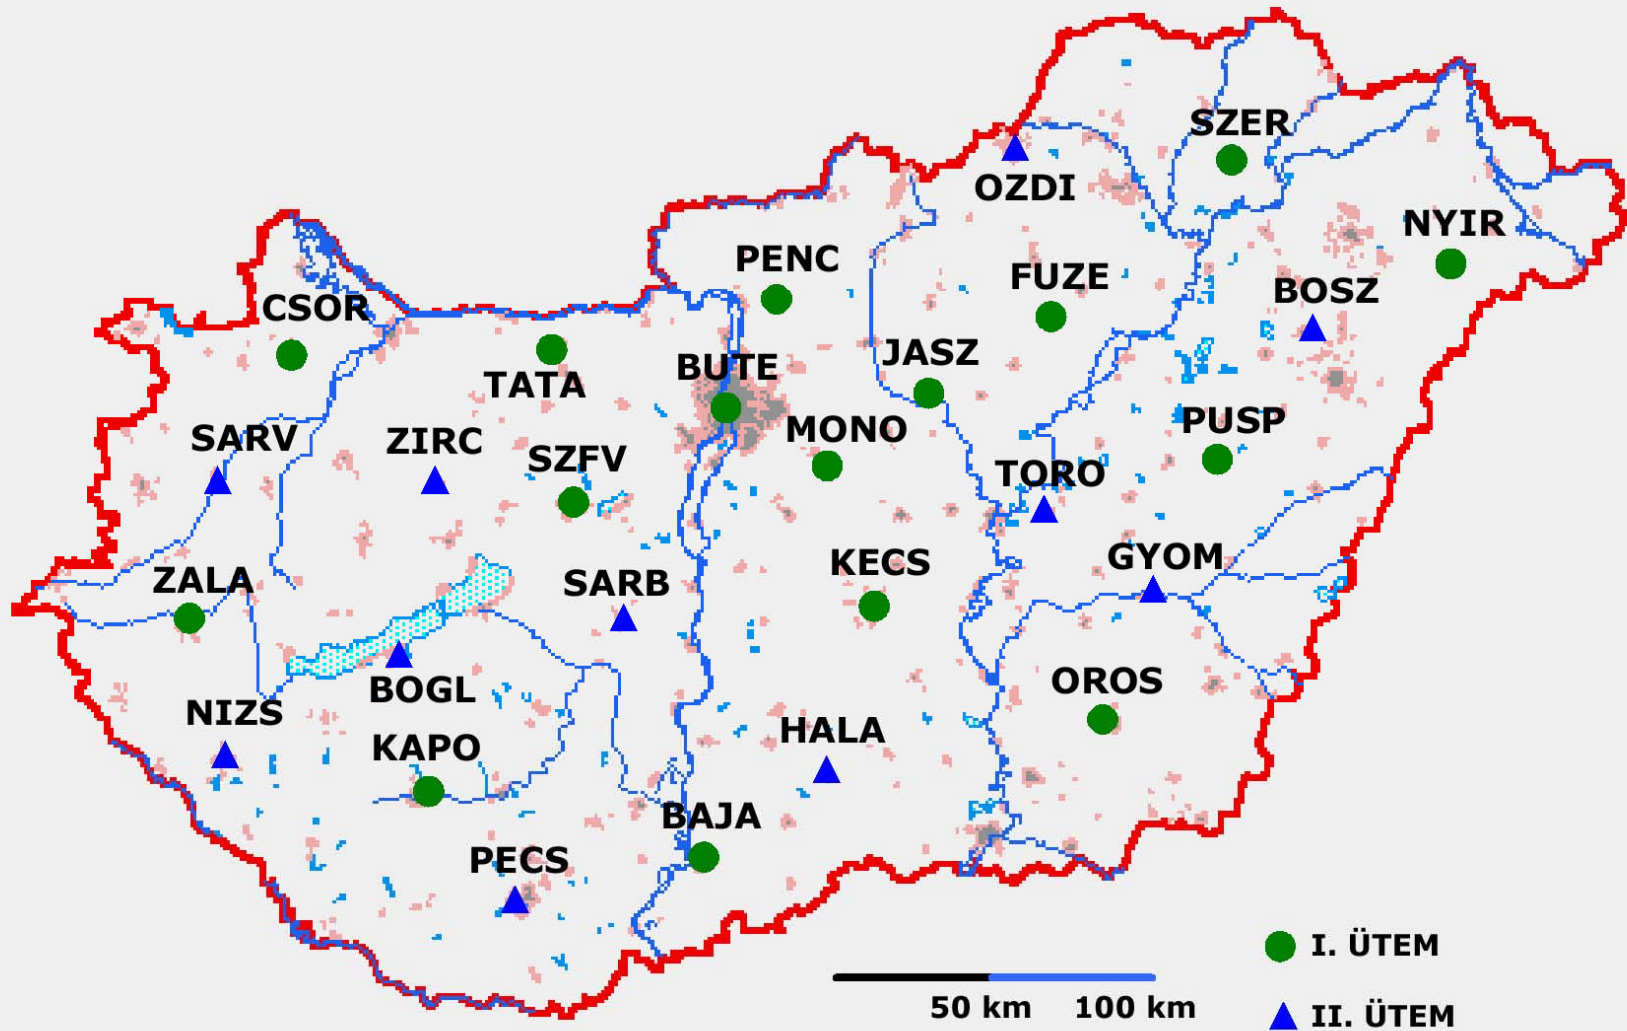 SZER
OZDI
NYIR
PENC
FUZE
BOSZ
CSOR
JASZ
BUTE
TATA
PUSP
MONO
SARV
ZIRC
SZFV
TORO
GYOM
KECS
ZALA
SARB
OROS
BOGL
NIZS
HALA
KAPO
BAJA
PECS
I. ÜTEM
50 km 100 km
II. ÜTEM